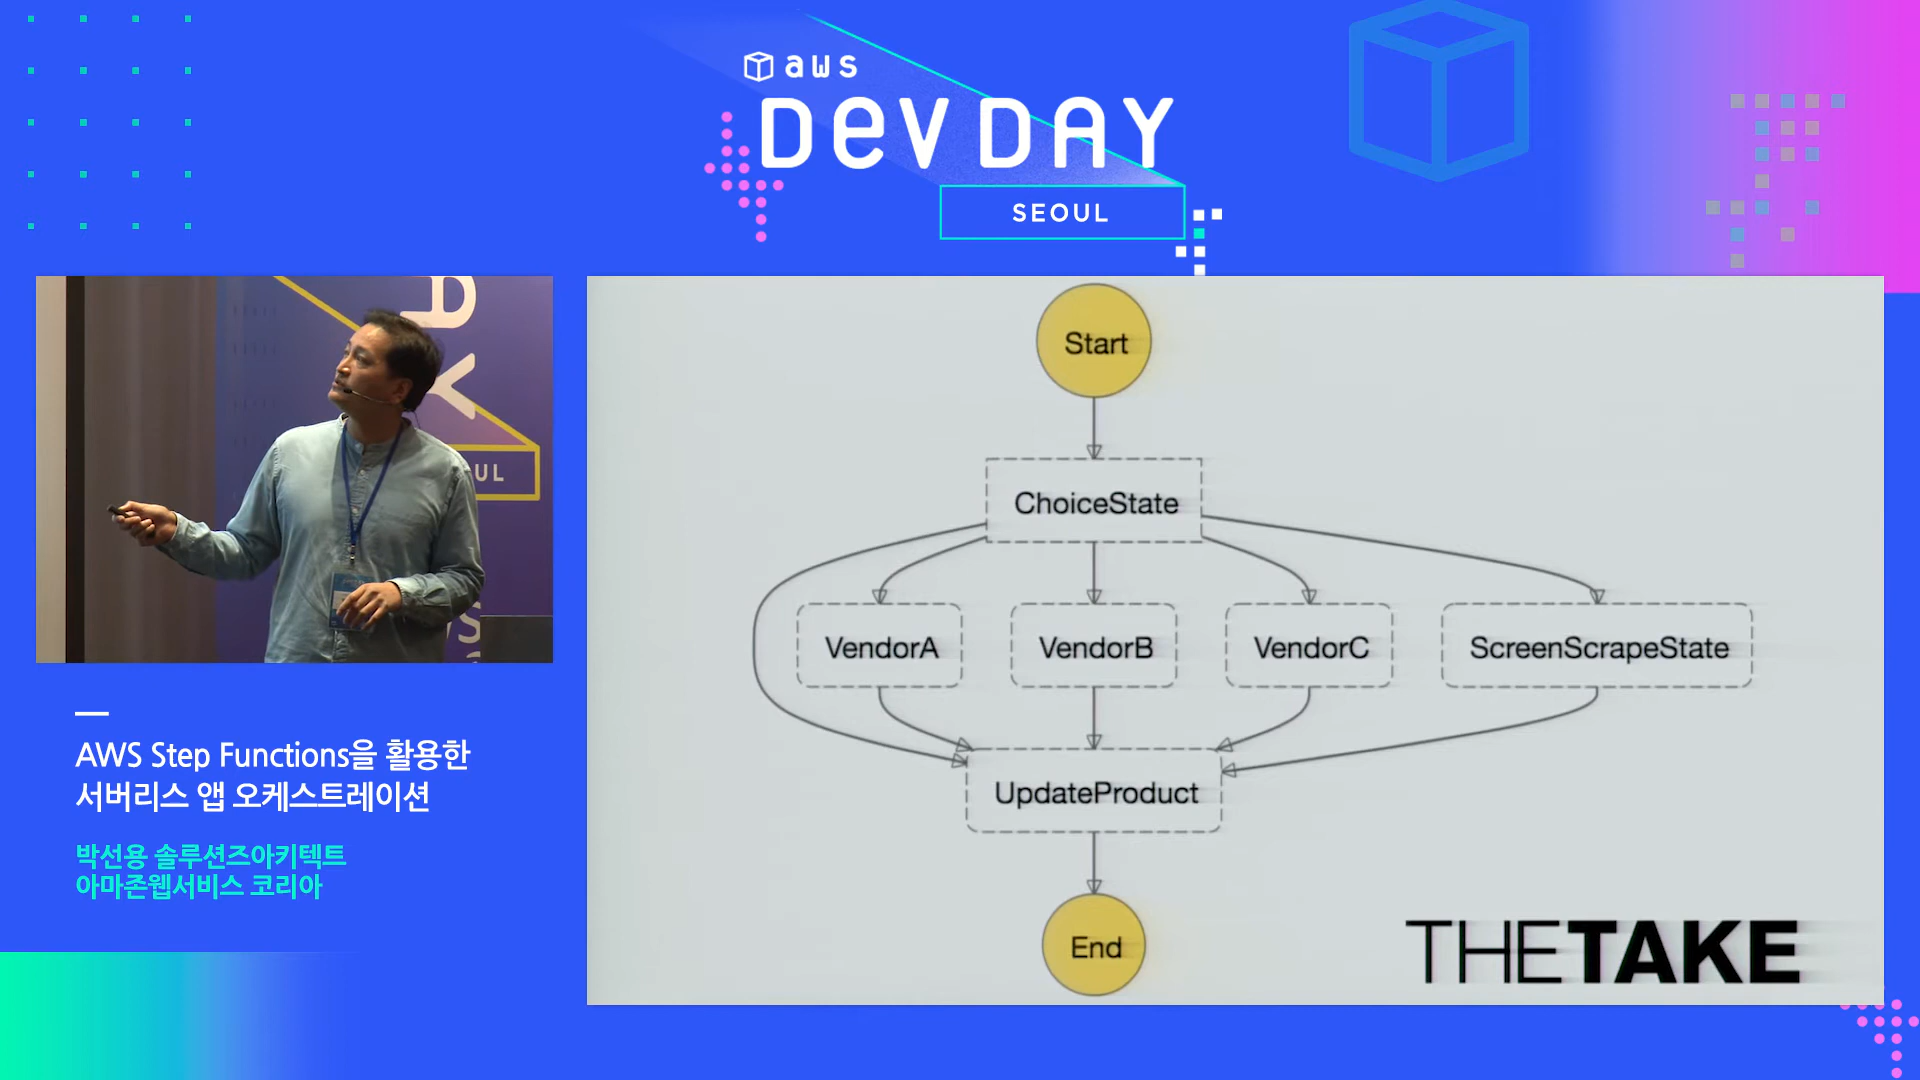 aws
DEV DAY
SEOUL
AY
UL
AWS Step Functions을 활용한
서버리스 앱 오케스트레이션
박선용 솔루션즈아키텍트
아마존웹서비스 코리아
Start
ChoiceState
VendorA
VendorB
VendorC
ScreenScrapeState
UpdateProduct
End
THETAKE